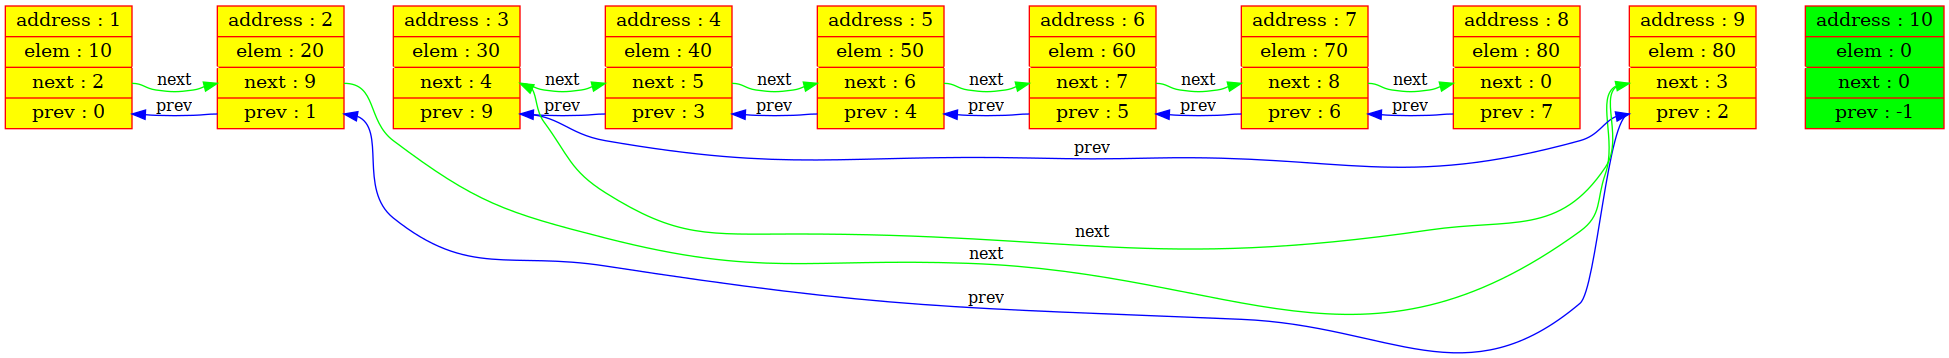 address : 1
elem : 10
next : 2
prev : 0
address : 2
elem : 20
next : 9
prev : 1
address : 3
elem : 30
next : 4
prev : 9
address : 4
elem : 40
next : 5
prev : 3
address : 5
elem : 50
next : 6
prev : 4
address : 6
elem : 60
next : 7
prev : 5
address : 7
elem : 70
next : 8
prev : 6
address : 8
elem : 80
next : 0
prev : 7
address : 9
elem : 80
next : 3
prev : 2
address : 10
elem : 0
next : 0
prev : -1
next
prev
next
prev
next
prev
next
prev
next
prev
next
prev
prev
next
next
prev